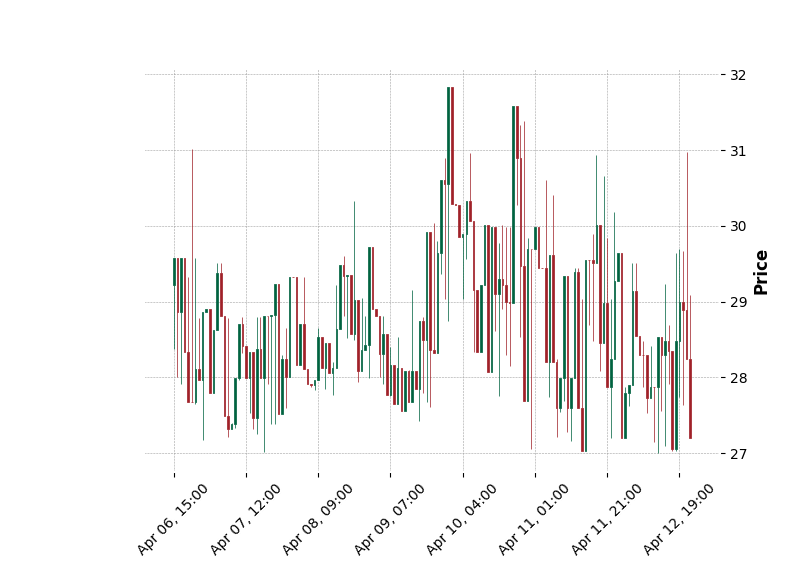 32
31
30
29
28
27
Price
Apr 06, 15:00
Apr 07, 12:00
Apr 08, 09:00
Apr 09, 07:00
Apr 10, 04:00
Apr 11, 01:00
Apr 11, 21:00
Apr 12, 19:00